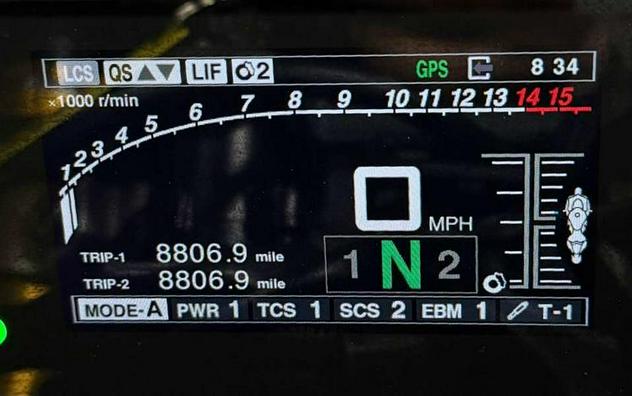 LCS QS LIF 2 GPS 8 34
×1000 r/min
1 2 3 4 5 6 7 8 9 10 11 12 13 14 15
0 MPH
TRIP-1 8806.9 mile
TRIP-2 8806.9 mile
1 N 2
MODE-A PWR 1 TCS 1 SCS 2 EBM 1 T-1